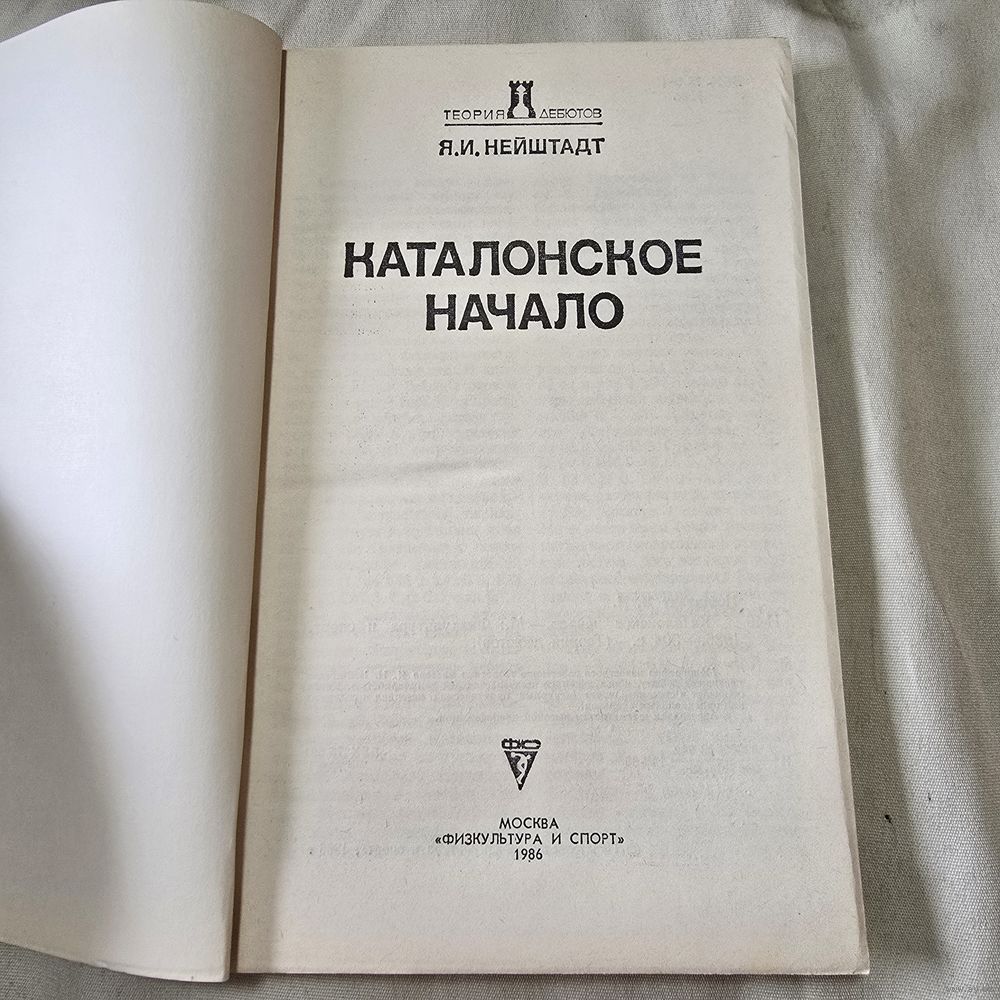 ТЕОРИЯ ДЕБЮТОВ
Я.И. НЕЙШТАДТ
КАТАЛОНСКОЕ
НАЧАЛО
ФИС
МОСКВА
«ФИЗКУЛЬТУРА И СПОРТ»
1986